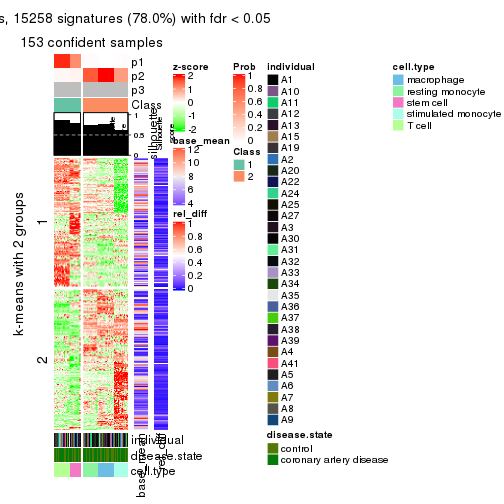 s, 15258 signatures (78.0%) with fdr < 0.05
153 confident samples
p1
p2
p3
Class
1
0.5
0
silhouette
score
k-means with 2 groups
1
2
individual
disease.state
cell.type
base_mean
rel_diff
z-score
2
1
0
-1
-2
base_mean
12
10
8
6
4
rel_diff
1
0.8
0.6
0.4
0.2
0
Prob
1
0.8
0.6
0.4
0.2
0
Class
1
2
individual
A1
A10
A11
A12
A13
A15
A19
A2
A20
A22
A24
A25
A27
A3
A30
A31
A32
A33
A34
A35
A36
A37
A38
A39
A4
A41
A5
A6
A7
A8
A9
disease.state
control
coronary artery disease
cell.type
macrophage
resting monocyte
stem cell
stimulated monocyte
T cell